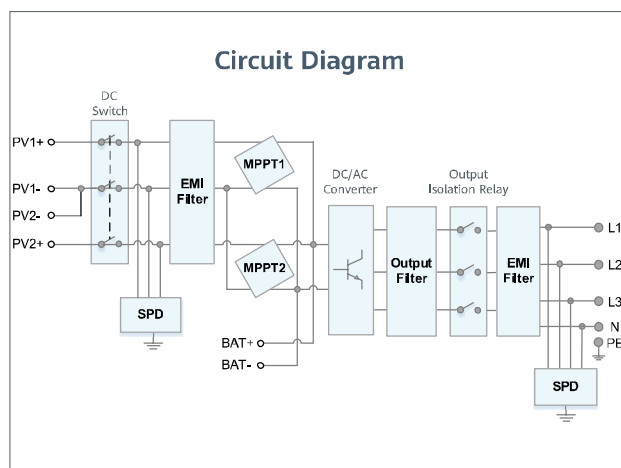 Circuit Diagram
DC
Switch
PV1+
PV1-
PV2-
PV2+
EMI
Filter
SPD
MPPT1
MPPT2
BAT+
BAT-
DC/AC
Converter
Output
Filter
Output
Isolation Relay
EMI
Filter
L1
L2
L3
N
PE
SPD